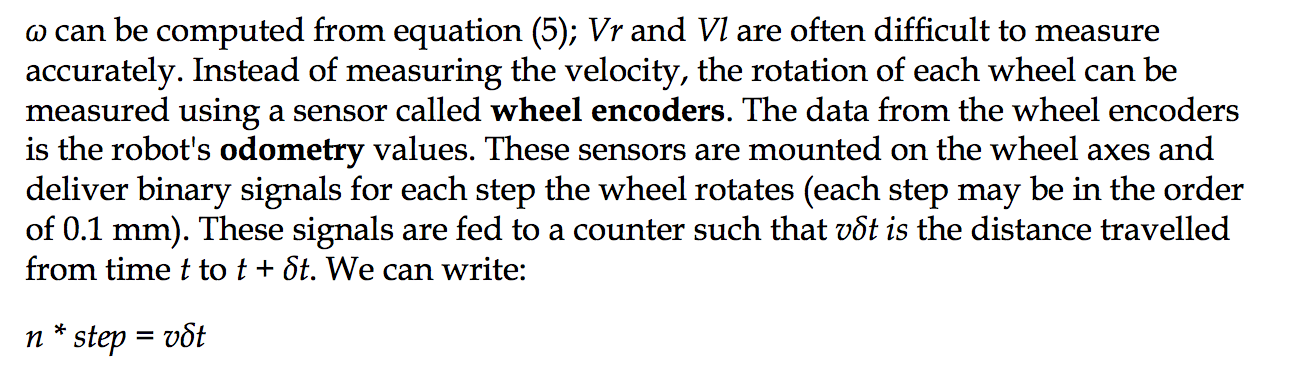 ω can be computed from equation (5); Vr and Vl are often difficult to measure
accurately. Instead of measuring the velocity, the rotation of each wheel can be
measured using a sensor called wheel encoders. The data from the wheel encoders
is the robot's odometry values. These sensors are mounted on the wheel axes and
deliver binary signals for each step the wheel rotates (each step may be in the order
of 0.1 mm). These signals are fed to a counter such that vδt is the distance travelled
from time t to t + δt. We can write:
n * step = vδt